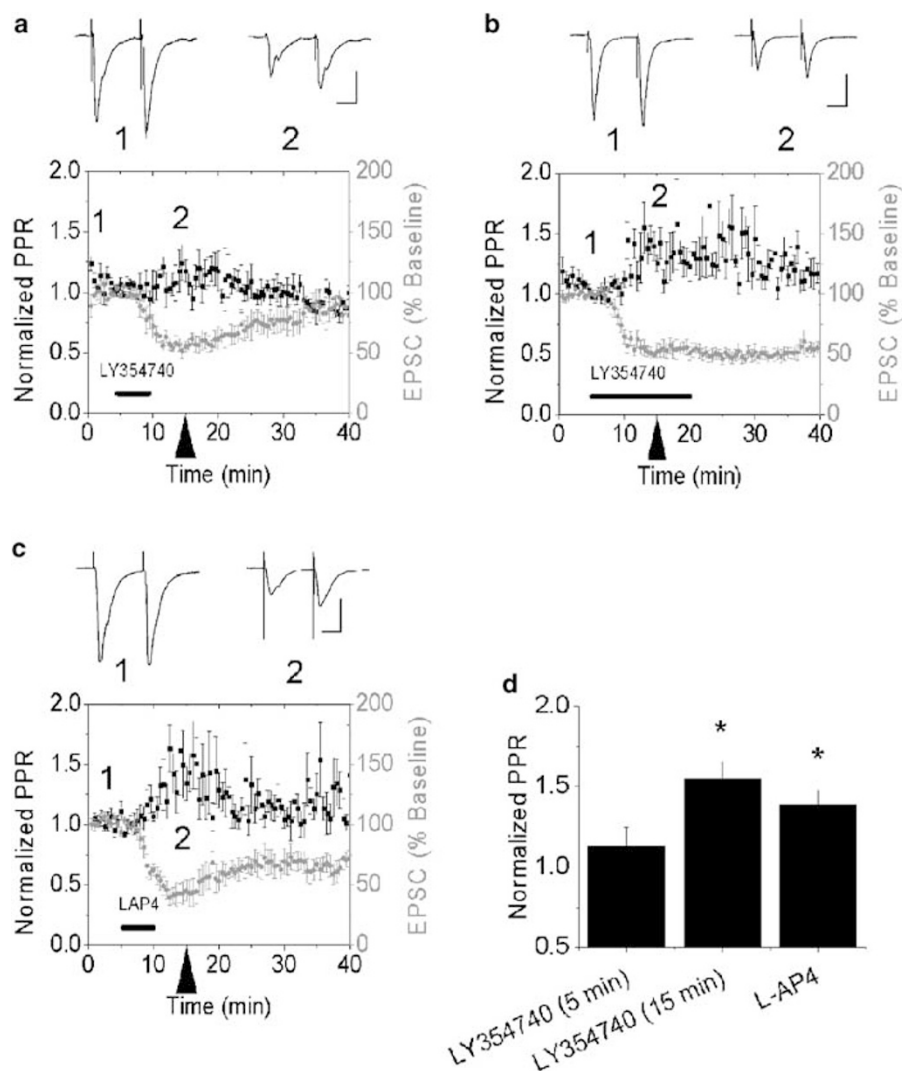 a
1
2
Normalized PPR
2.0
1.5
1.0
0.5
0.0
1
2
LY354740
200
150
100
50
0
EPSC (% Baseline)
0 10 20 30 40
Time (min)
b
1
2
Normalized PPR
2.0
1.5
1.0
0.5
0.0
1
2
LY354740
200
150
100
50
0
EPSC (% Baseline)
0 10 20 30 40
Time (min)
c
1
2
Normalized PPR
2.0
1.5
1.0
0.5
0.0
1
2
LAP4
200
150
100
50
0
EPSC (% Baseline)
0 10 20 30 40
Time (min)
d
Normalized PPR
2.0
1.5
1.0
0.5
*
*
LY354740 (5 min)
LY354740 (15 min)
L-AP4